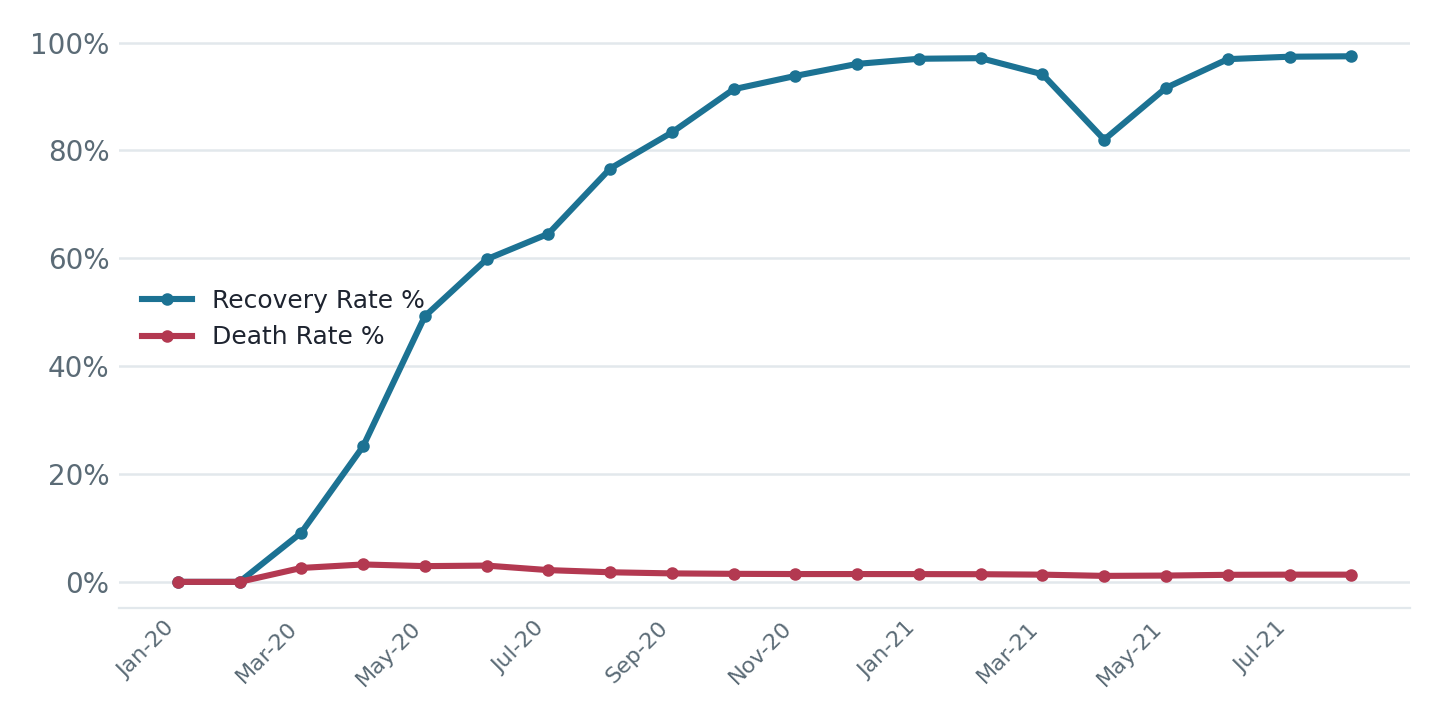 100%
80%
60%
40%
20%
0%
Recovery Rate %
Death Rate %
Jan-20
Mar-20
May-20
Jul-20
Sep-20
Nov-20
Jan-21
Mar-21
May-21
Jul-21